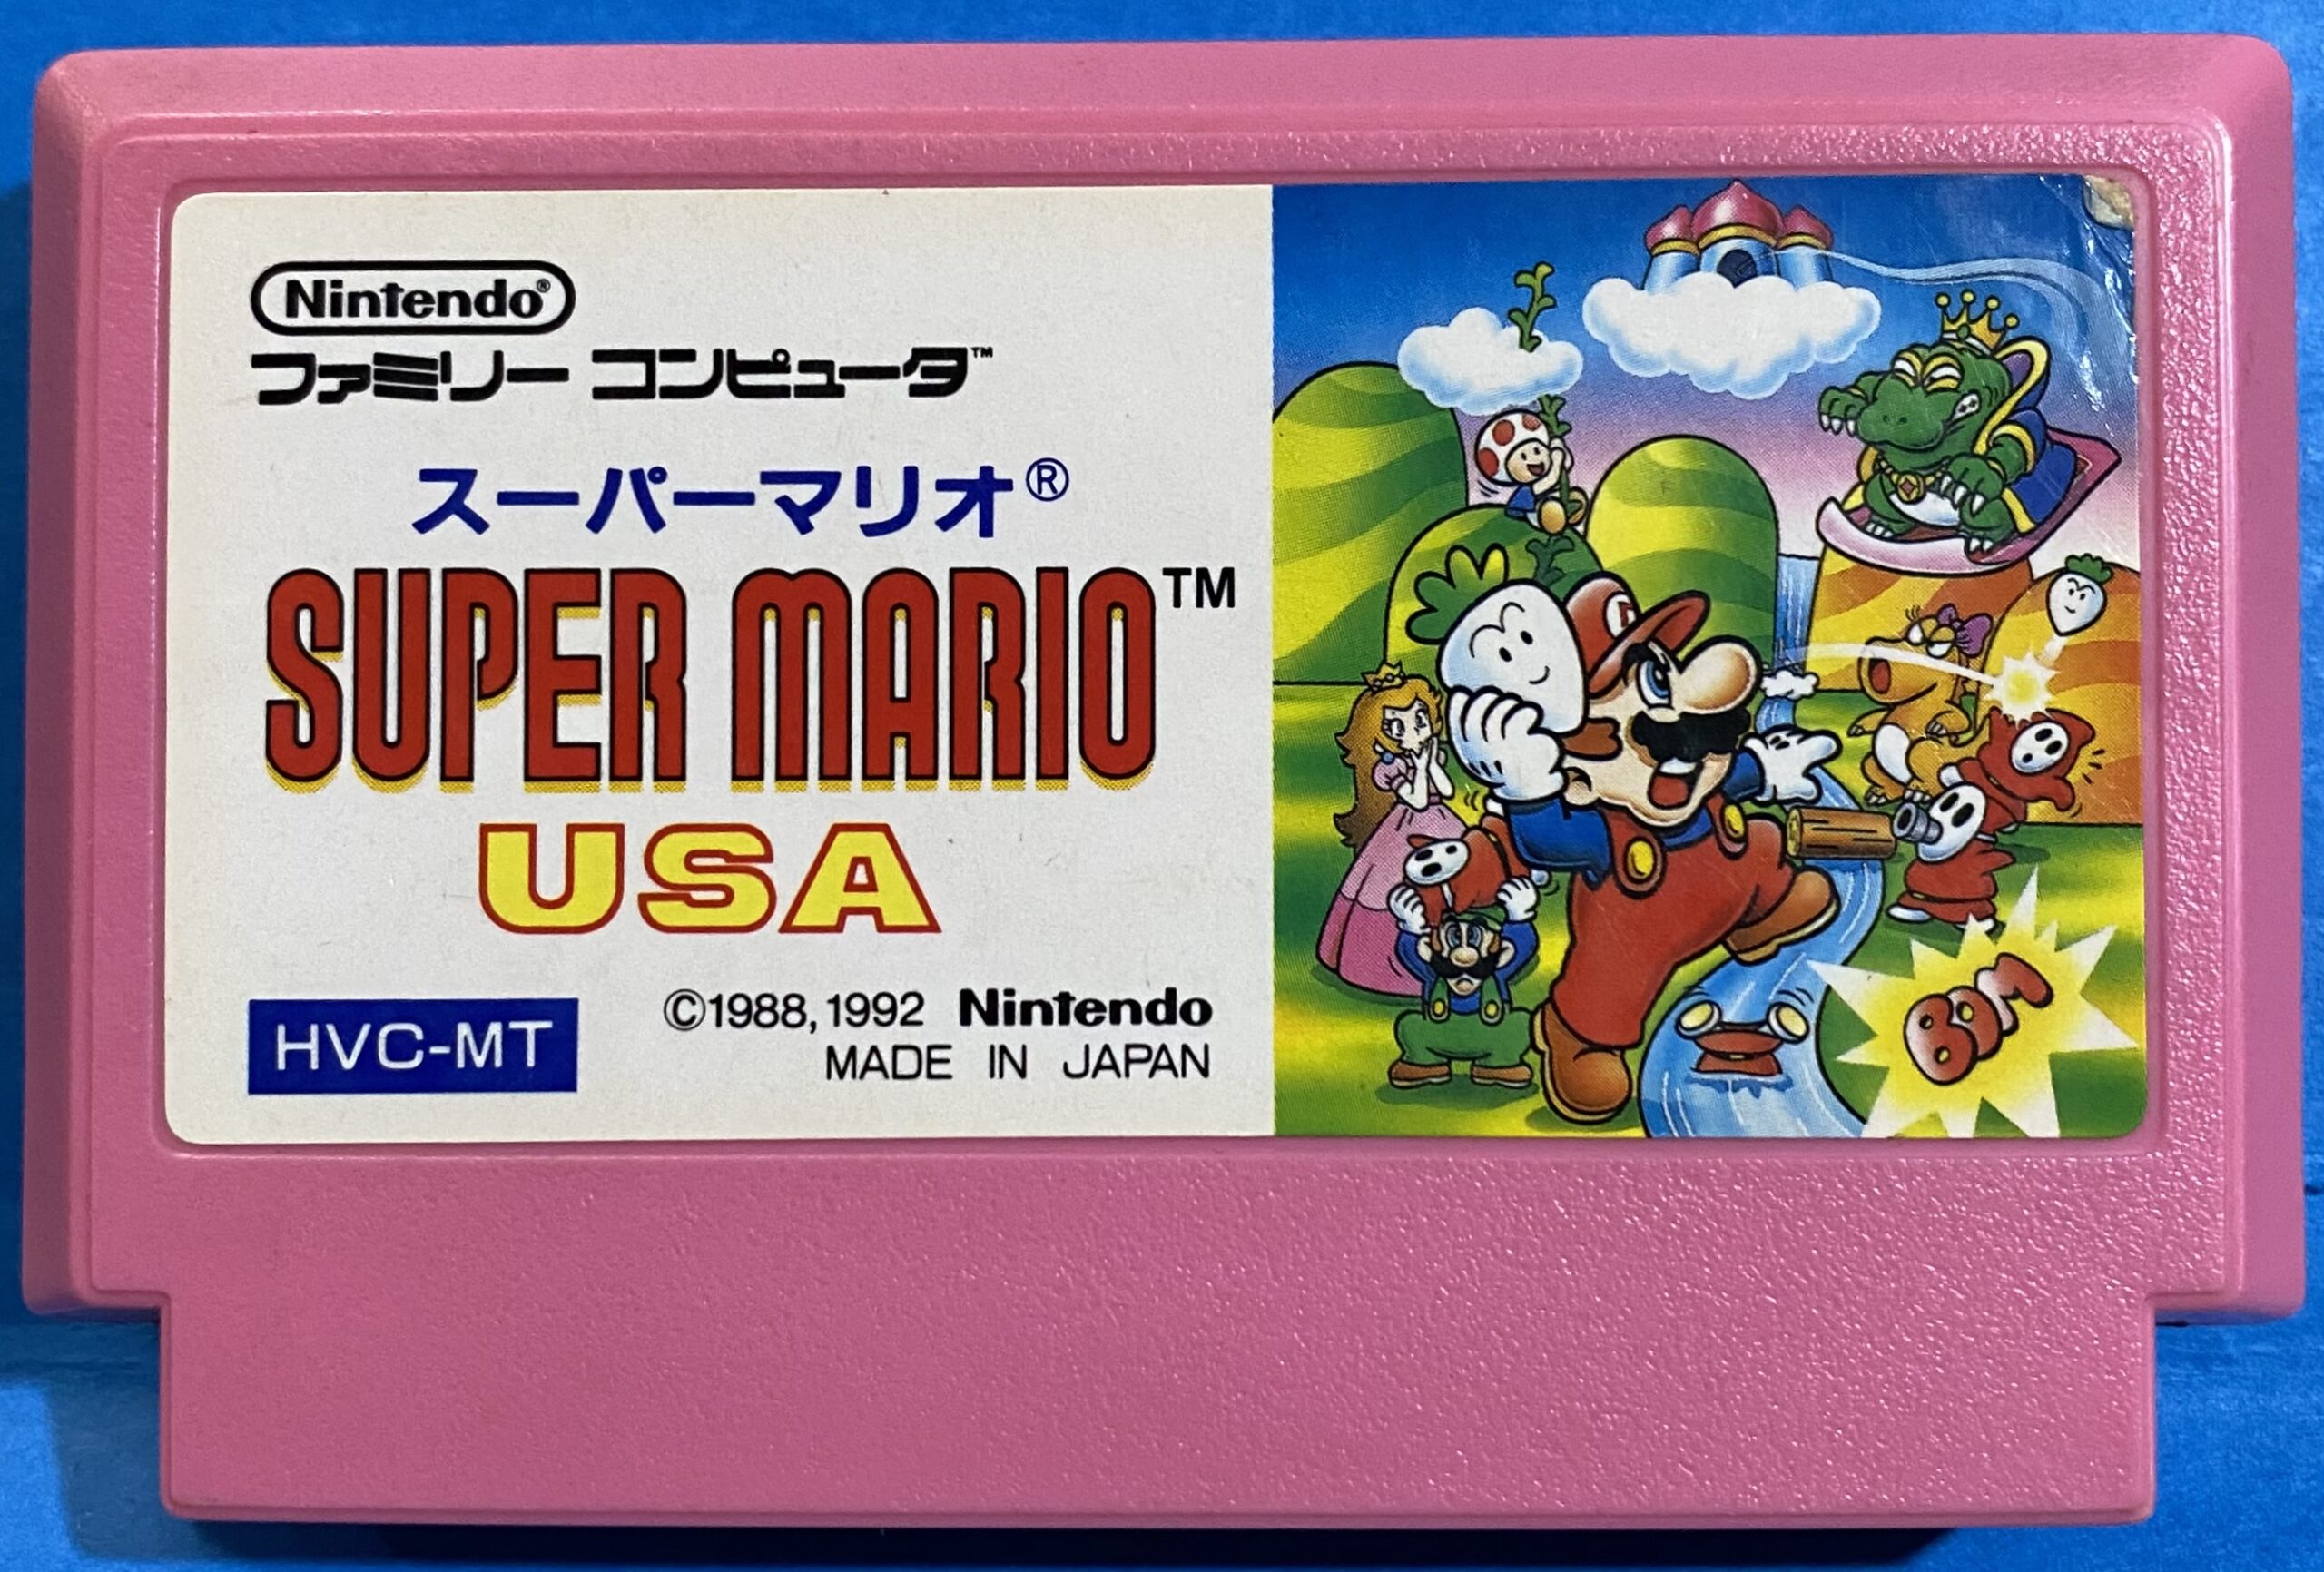 Nintendo®
ファミリー コンピュータ™
スーパーマリオ®
SUPER MARIO™
USA
HVC-MT
©1988,1992 Nintendo
MADE IN JAPAN
BOM